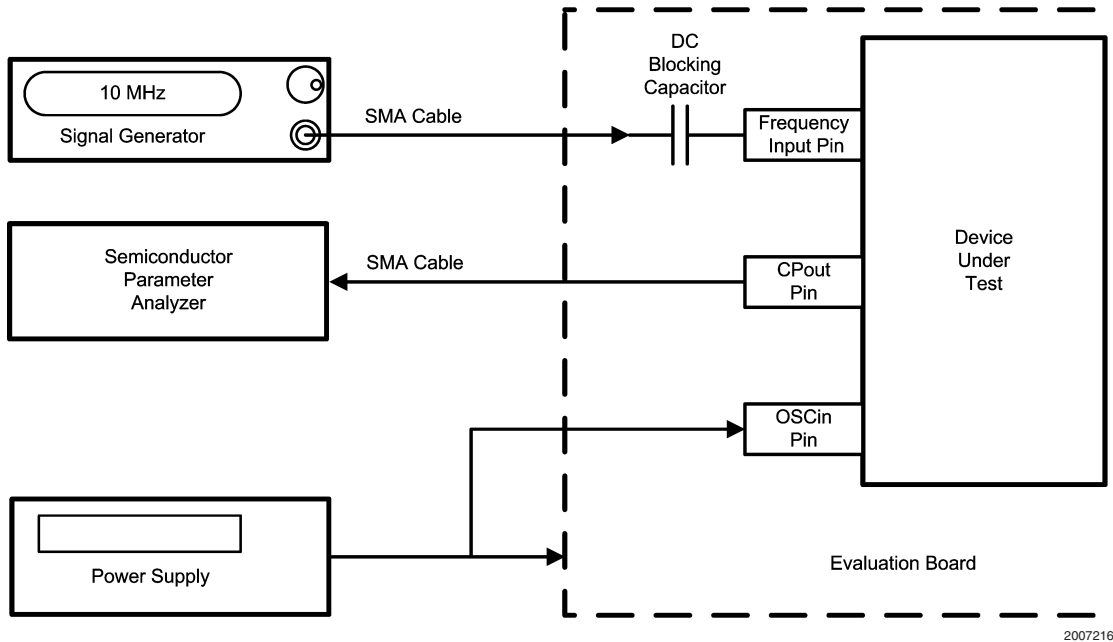 10 MHz
Signal Generator
SMA Cable
DC
Blocking
Capacitor
Frequency
Input Pin
Semiconductor
Parameter
Analyzer
SMA Cable
CPout
Pin
Device
Under
Test
OSCin
Pin
Power Supply
Evaluation Board
2007216